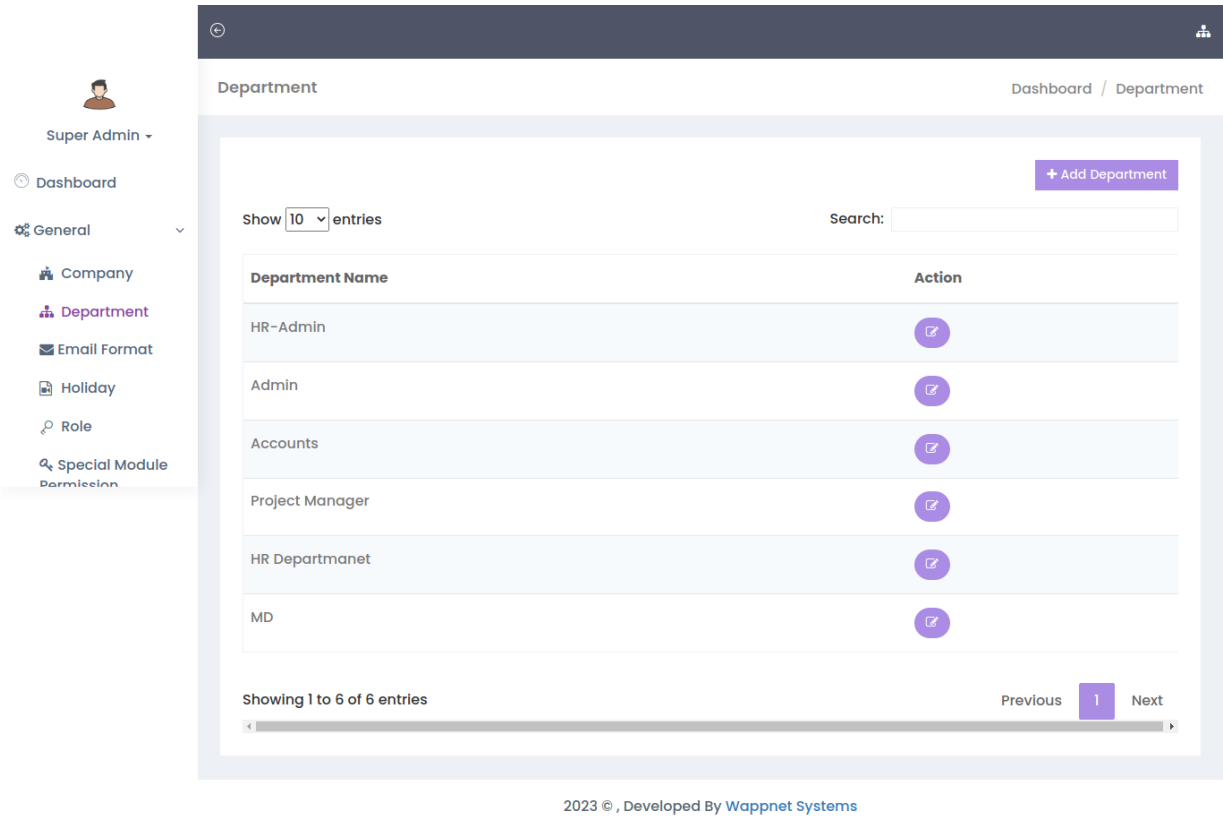 Department
Dashboard / Department
Super Admin
Dashboard
General
Company
Department
Email Format
Holiday
Role
Special Module
Permission
+ Add Department
Show 10 entries
Search:
Department Name Action
HR-Admin
Admin
Accounts
Project Manager
HR Departmanet
MD
Showing 1 to 6 of 6 entries
Previous 1 Next
2023 © , Developed By Wappnet Systems